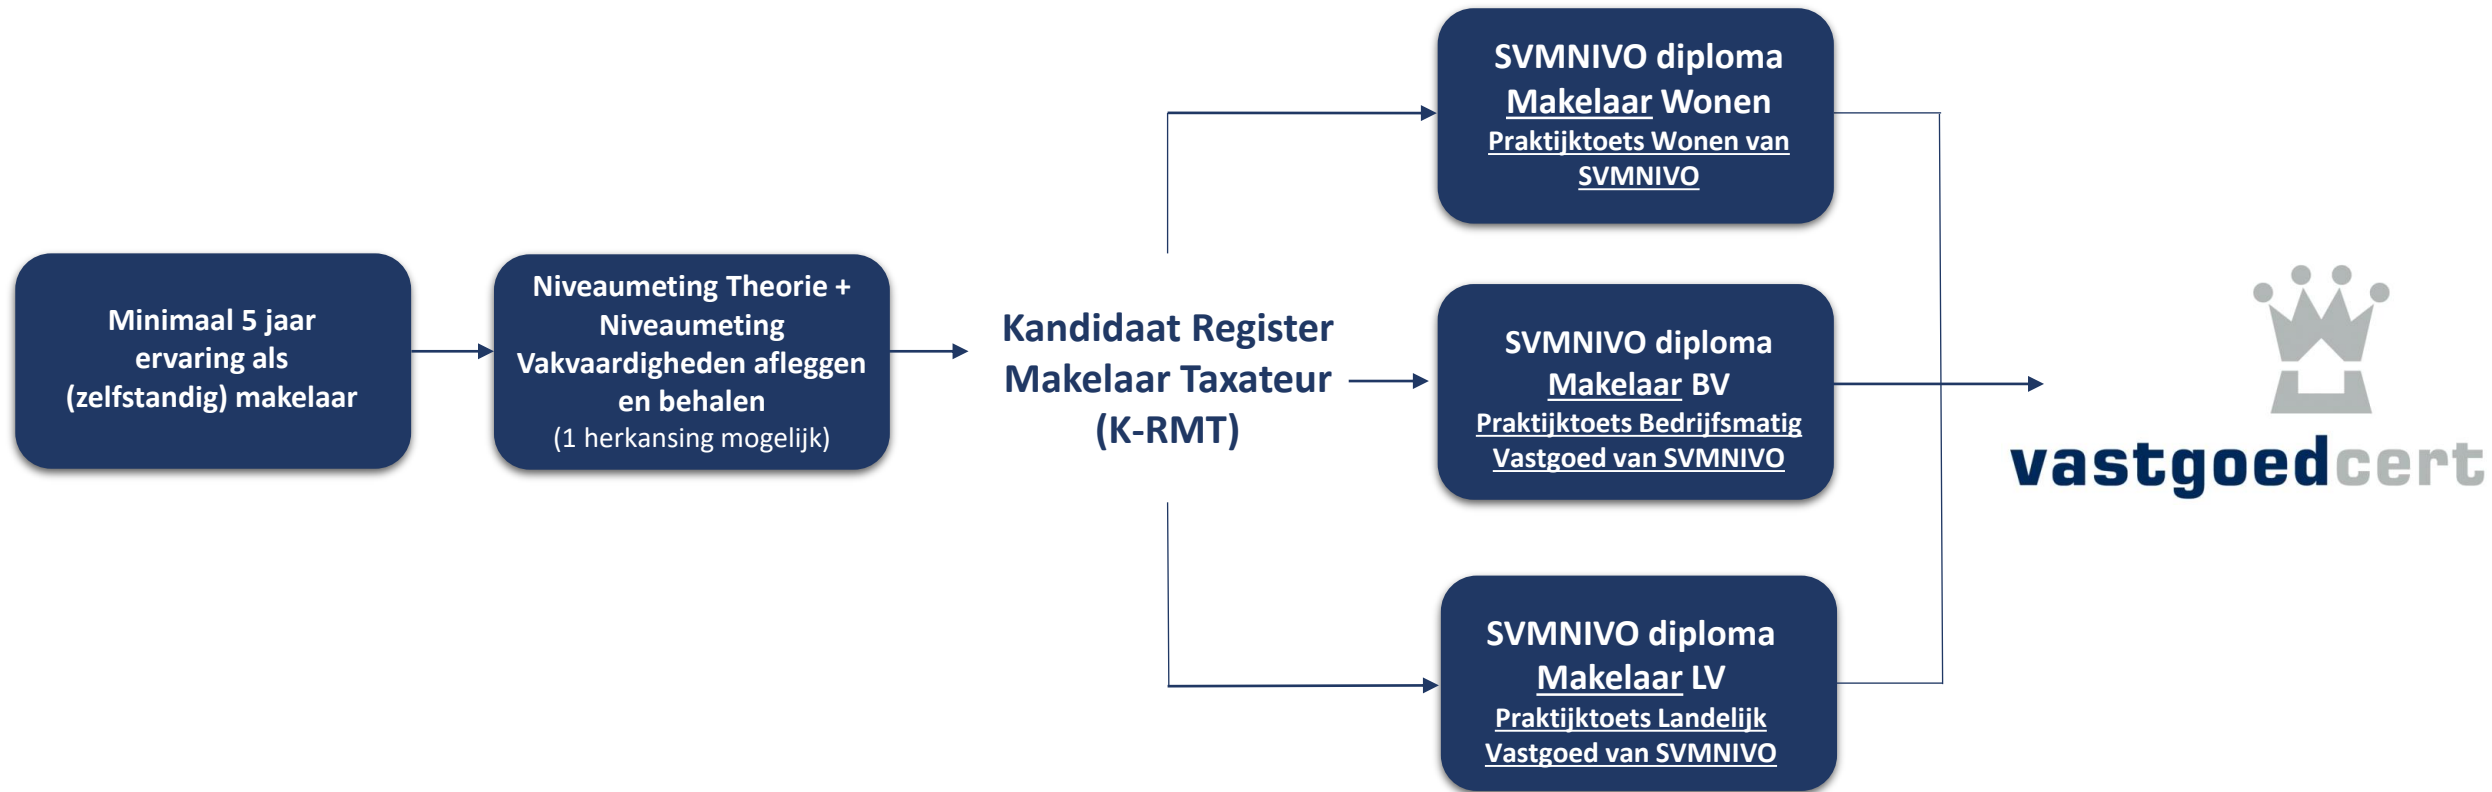 Minimaal 5 jaar
ervaring als
(zelfstandig) makelaar
Niveaumeting Theorie +
Niveaumeting
Vakvaardigheden afleggen
en behalen
(1 herkansing mogelijk)
Kandidaat Register
Makelaar Taxateur
(K-RMT)
SVMNIVO diploma
Makelaar Wonen
Praktijktoets Wonen van
SVMNIVO
SVMNIVO diploma
Makelaar BV
Praktijktoets Bedrijfsmatig
Vastgoed van SVMNIVO
SVMNIVO diploma
Makelaar LV
Praktijktoets Landelijk
Vastgoed van SVMNIVO
vastgoedcert